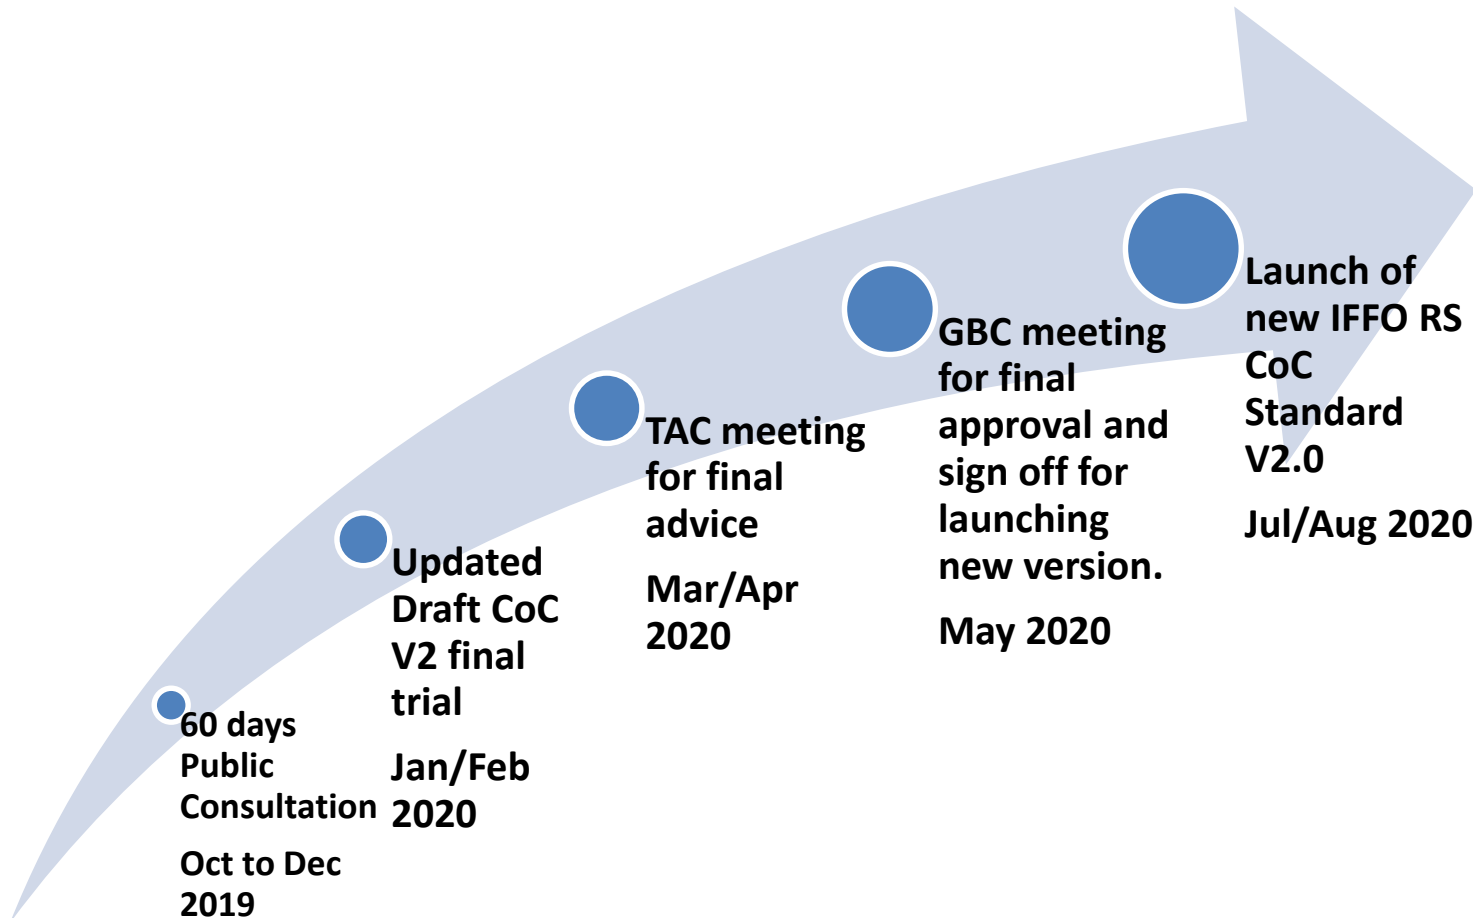 60 days
Public
Consultation
Oct to Dec
2019
Updated
Draft CoC
V2 final
trial
Jan/Feb
2020
TAC meeting
for final
advice
Mar/Apr
2020
GBC meeting
for final
approval and
sign off for
launching
new version.
May 2020
Launch of
new IFFO RS
CoC
Standard
V2.0
Jul/Aug 2020